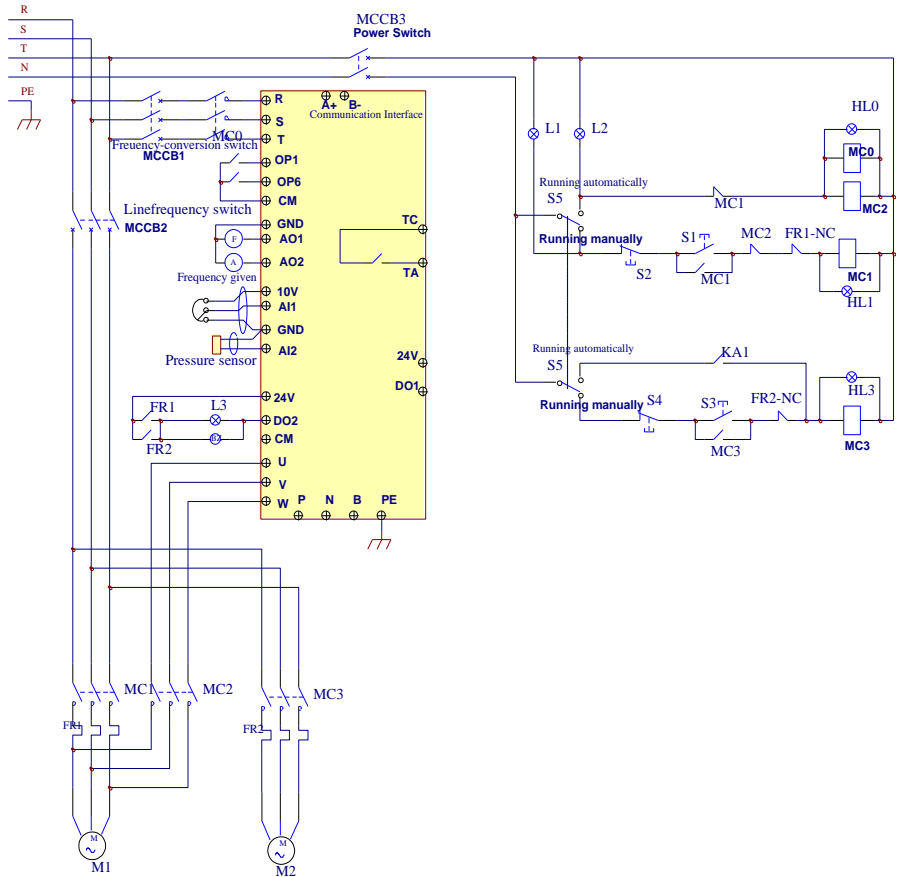 R
S
T
N
PE
MCCB3
Power Switch
L1
L2
HL0
MC0
MC2
MC1
R
S
T
A+
B-
Communication Interface
MC0
Freuency-conversion switch
MCCB1
OP1
OP6
CM
Linefrequency switch
MCCB2
GND
AO1
AO2
F
A
Frequency given
10V
AI1
GND
AI2
Pressure sensor
TC
TA
24V
DO1
Running automatically
S5
Running manually
S2
S1
MC1
MC2
FR1-NC
MC1
HL1
Running automatically
S5
Running manually
KA1
S4
S3
MC3
FR2-NC
HL3
MC3
24V
DO2
CM
FR1
FR2
L3
BZ
U
V
W
P
N
B
PE
MC1
MC2
MC3
FR1
FR2
M
M1
M
M2